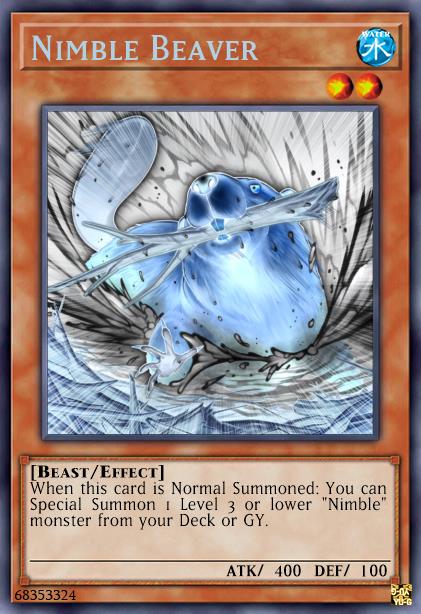 Nimble Beaver
WATER
水
[Beast/Effect]
When this card is Normal Summoned: You can
Special Summon 1 Level 3 or lower "Nimble"
monster from your Deck or GY.
ATK/ 400 DEF/ 100
68353324